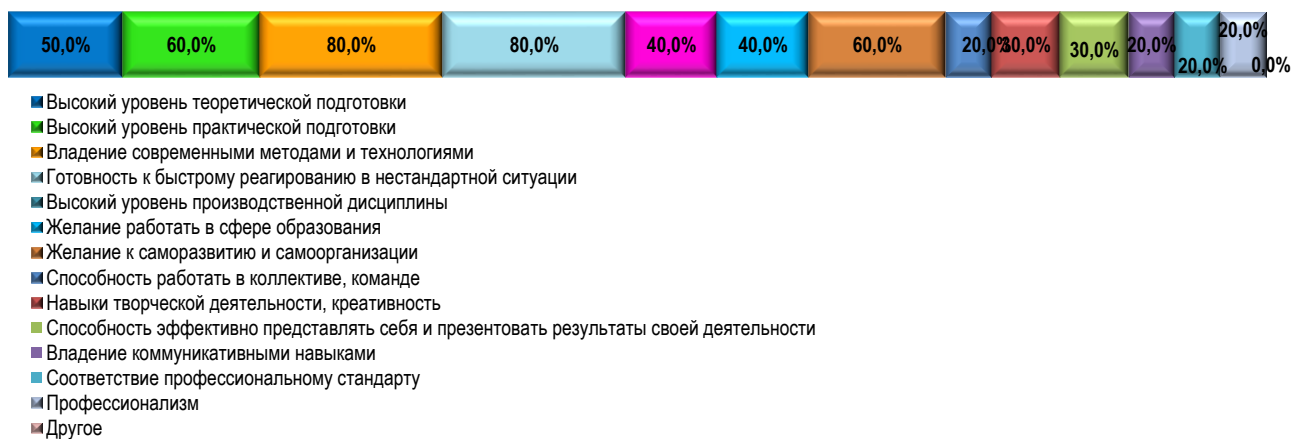 50,0% 60,0% 80,0% 80,0% 40,0% 40,0% 60,0% 20,0% 30,0% 30,0% 20,0% 20,0% 20,0% 0,0%
Высокий уровень теоретической подготовки
Высокий уровень практической подготовки
Владение современными методами и технологиями
Готовность к быстрому реагированию в нестандартной ситуации
Высокий уровень производственной дисциплины
Желание работать в сфере образования
Желание к саморазвитию и самоорганизации
Способность работать в коллективе, команде
Навыки творческой деятельности, креативность
Способность эффективно представлять себя и презентовать результаты своей деятельности
Владение коммуникативными навыками
Соответствие профессиональному стандарту
Профессионализм
Другое